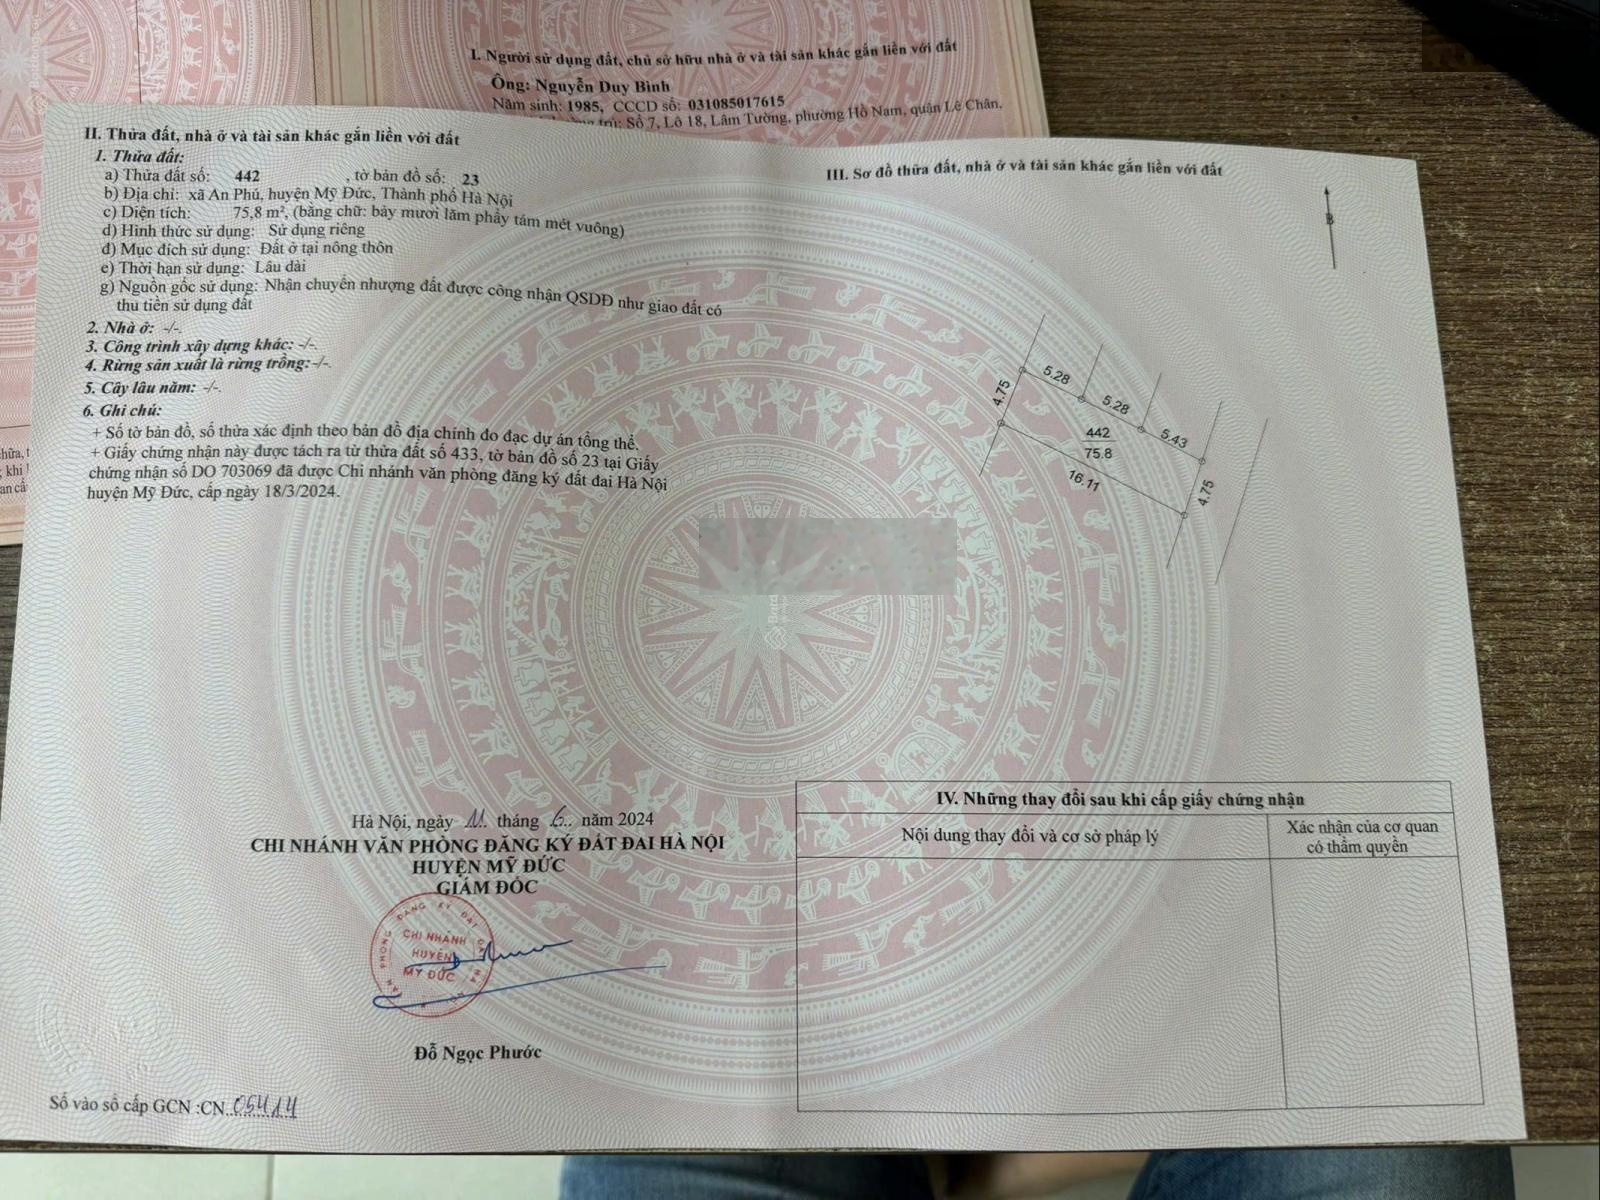 I. Người sử dụng đất, chủ sở hữu nhà ở và tài sản khác gắn liền với đất
Ông: Nguyễn Duy Bình
Năm sinh: 1985, CCCD số: 031085017615
trú: Số 7, Lô 18, Lâm Tường, phường Hồ Nam, quận Lê Chân,
II. Thửa đất, nhà ở và tài sản khác gắn liền với đất
1. Thửa đất:
a) Thửa đất số: 442 , tờ bản đồ số: 23
b) Địa chỉ: xã An Phú, huyện Mỹ Đức, Thành phố Hà Nội
c) Diện tích: 75,8 m², (bằng chữ: bảy mươi lăm phẩy tám mét vuông)
d) Hình thức sử dụng: Sử dụng riêng
đ) Mục đích sử dụng: Đất ở tại nông thôn
e) Thời hạn sử dụng: Lâu dài
g) Nguồn gốc sử dụng: Nhận chuyển nhượng đất được công nhận QSDĐ như giao đất có
thu tiền sử dụng đất
2. Nhà ở: -/-.
3. Công trình xây dựng khác: -/-.
4. Rừng sản xuất là rừng trồng: -/-.
5. Cây lâu năm: -/-.
6. Ghi chú:
+ Số tờ bản đồ, số thửa xác định theo bản đồ địa chính đo đạc dự án tổng thể.
+ Giấy chứng nhận này được tách ra từ thửa đất số 433, tờ bản đồ số 23 tại Giấy
chứng nhận số DO 703069 đã được Chi nhánh văn phòng đăng ký đất đai Hà Nội
huyện Mỹ Đức, cấp ngày 18/3/2024.
Hà Nội, ngày 11 tháng 6 năm 2024
CHI NHÁNH VĂN PHÒNG ĐĂNG KÝ ĐẤT ĐAI HÀ NỘI
HUYỆN MỸ ĐỨC
GIÁM ĐỐC
CHI NHÁNH
HUYỆN
MỸ ĐỨC
Đỗ Ngọc Phước
Số vào sổ cấp GCN :CN 05414
III. Sơ đồ thửa đất, nhà ở và tài sản khác gắn liền với đất
B
4.75
5.28
5.28
5.43
442
75.8
16.11
4.75
IV. Những thay đổi sau khi cấp giấy chứng nhận
Nội dung thay đổi và cơ sở pháp lý
Xác nhận của cơ quan
có thẩm quyền